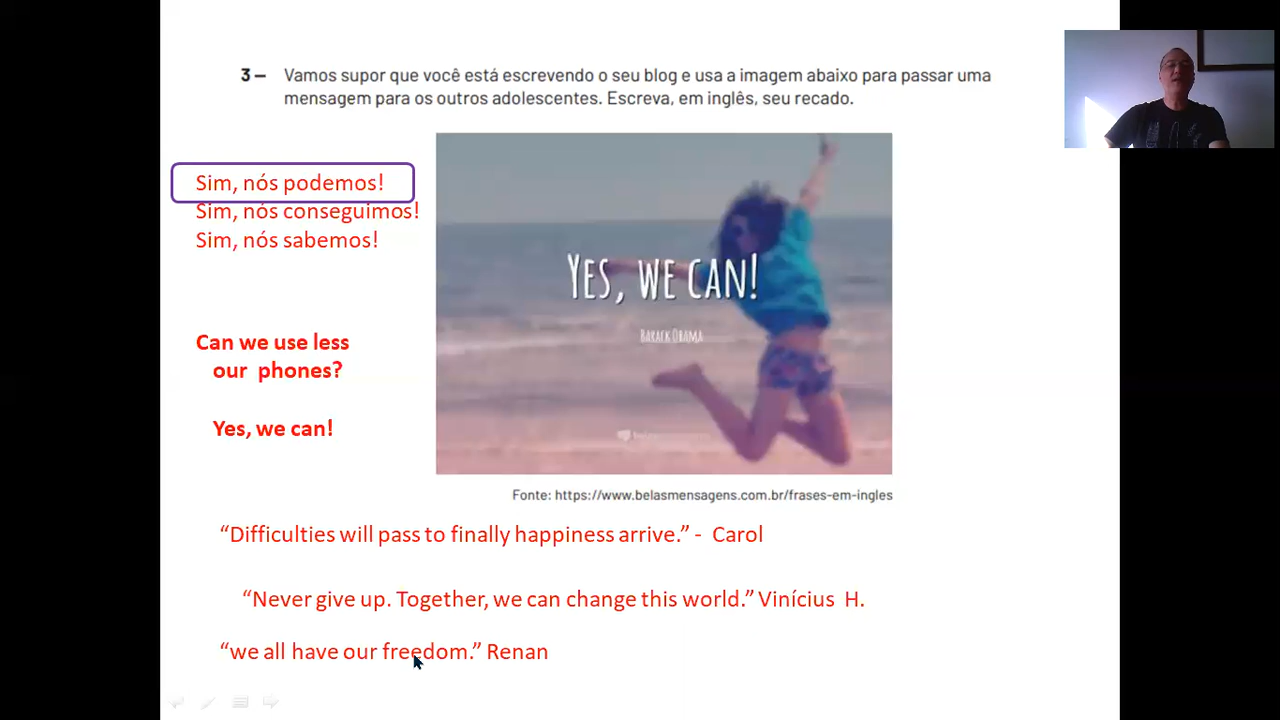 3 – Vamos supor que você está escrevendo o seu blog e usa a imagem abaixo para passar uma
mensagem para os outros adolescentes. Escreva, em inglês, seu recado.
Sim, nós podemos!
Sim, nós conseguimos!
Sim, nós sabemos!
YES, WE CAN!
BARACK OBAMA
Can we use less
our phones?
Yes, we can!
Fonte: https://www.belasmensagens.com.br/frases-em-ingles
“Difficulties will pass to finally happiness arrive.” - Carol
“Never give up. Together, we can change this world.” Vinícius H.
“we all have our freedom.” Renan